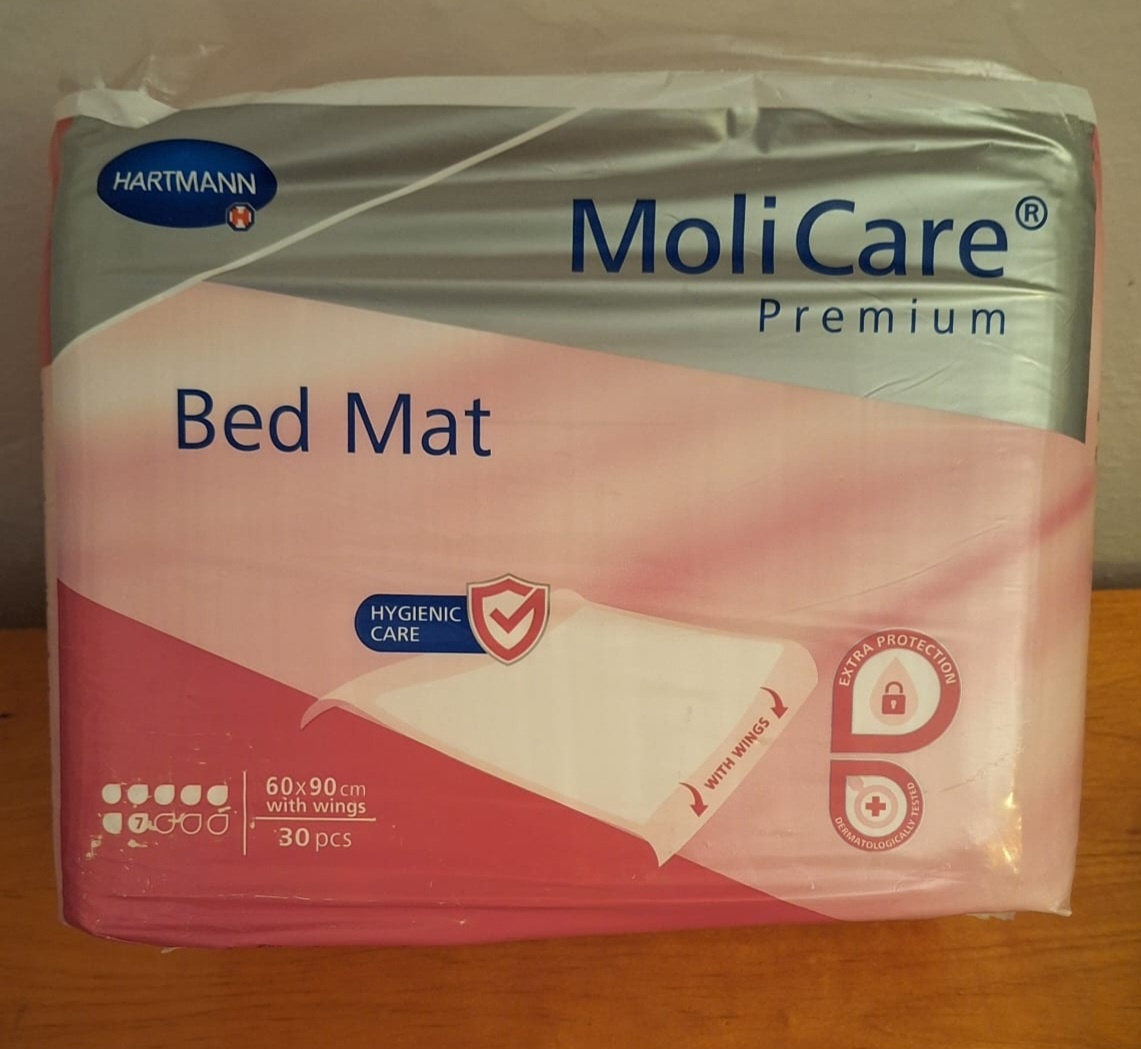 HARTMANN
H
MoliCare®
Premium
Bed Mat
HYGIENIC
CARE
EXTRA PROTECTION
WITH WINGS
DERMATOLOGICALLY TESTED
7
60x90cm
with wings
30 pcs